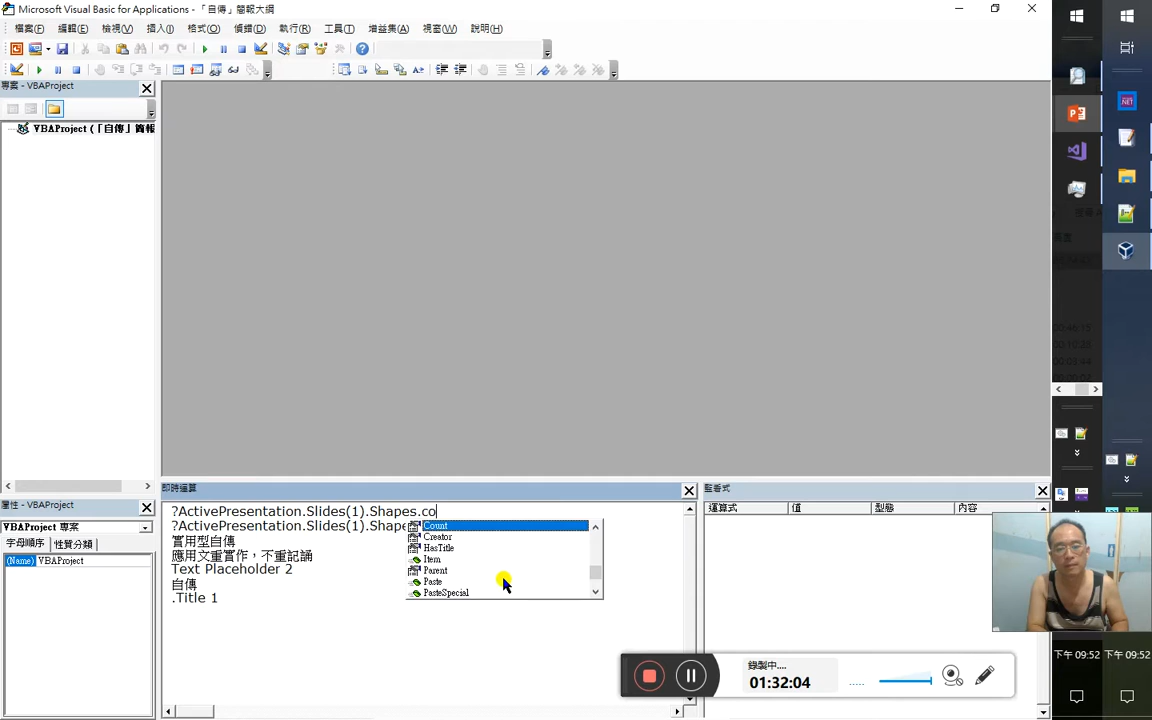 Microsoft Visual Basic for Applications - 「自傳」簡報大綱
檔案(F) 編輯(E) 檢視(V) 插入(I) 格式(O) 偵錯(D) 執行(R) 工具(T) 增益集(A) 視窗(W) 說明(H)
專案 - VBAProject
VBAProject (「自傳」簡報
屬性 - VBAProject
VBAProject 專案
字母順序 性質分類
(Name) VBAProject
即時運算
?ActivePresentation.Slides(1).Shapes.co
?ActivePresentation.Slides(1).Shape
實用型自傳
應用文重實作，不重記誦
Text Placeholder 2
自傳
.Title 1
Count
Creator
HasTitle
Item
Parent
Paste
PasteSpecial
監看式
運算式 值 型態 內容
錄製中....
01:32:04
.NET
下午 09:52 下午 09:52